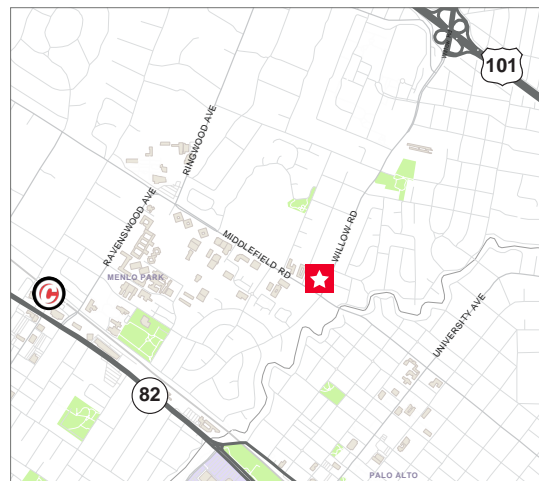 101
RINGWOOD AVE
RAVENSWOOD AVE
WILLOW RD
MIDDLEFIELD RD
MENLO PARK
UNIVERSITY AVE
82
PALO ALTO